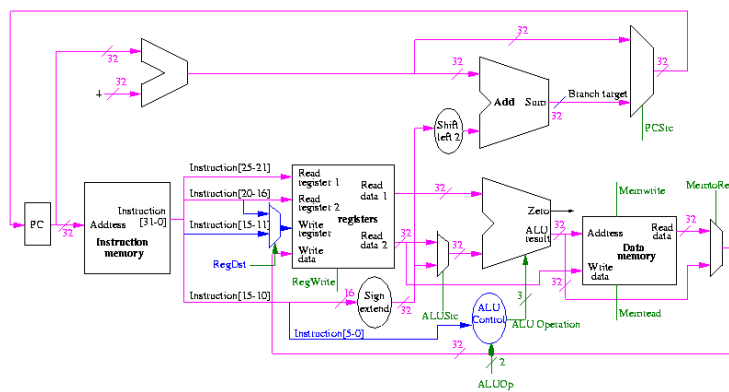 32
32
32
4
32
32
Add
Sum
32
Branch target
32
32
PCSrc
Shift
left 2
32
PC
32
Address
Instruction
[31-0]
Instruction
memory
Instruction[25-21]
Instruction[20-16]
Instruction[15-11]
Instruction[15-10]
Instruction[5-0]
RegDst
Read
register 1
Read
register 2
Write
register
Write
data
Read
data 1
registers
Read
data 2
RegWrite
16
Sign
extend
32
32
32
32
ALUSrc
Zero
ALU
result
32
32
3
ALU Operation
ALU
Control
2
ALUOp
32
Memwrite
Address
Read
data
Write
data
Data
memory
Memread
32
MemtoRe